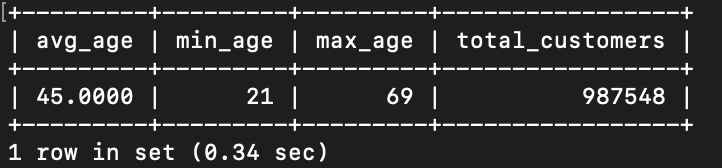 [+---------+---------+---------+-----------------+
| avg_age | min_age | max_age | total_customers |
+---------+---------+---------+-----------------+
| 45.0000 |      21 |      69 |          987548 |
+---------+---------+---------+-----------------+
1 row in set (0.34 sec)